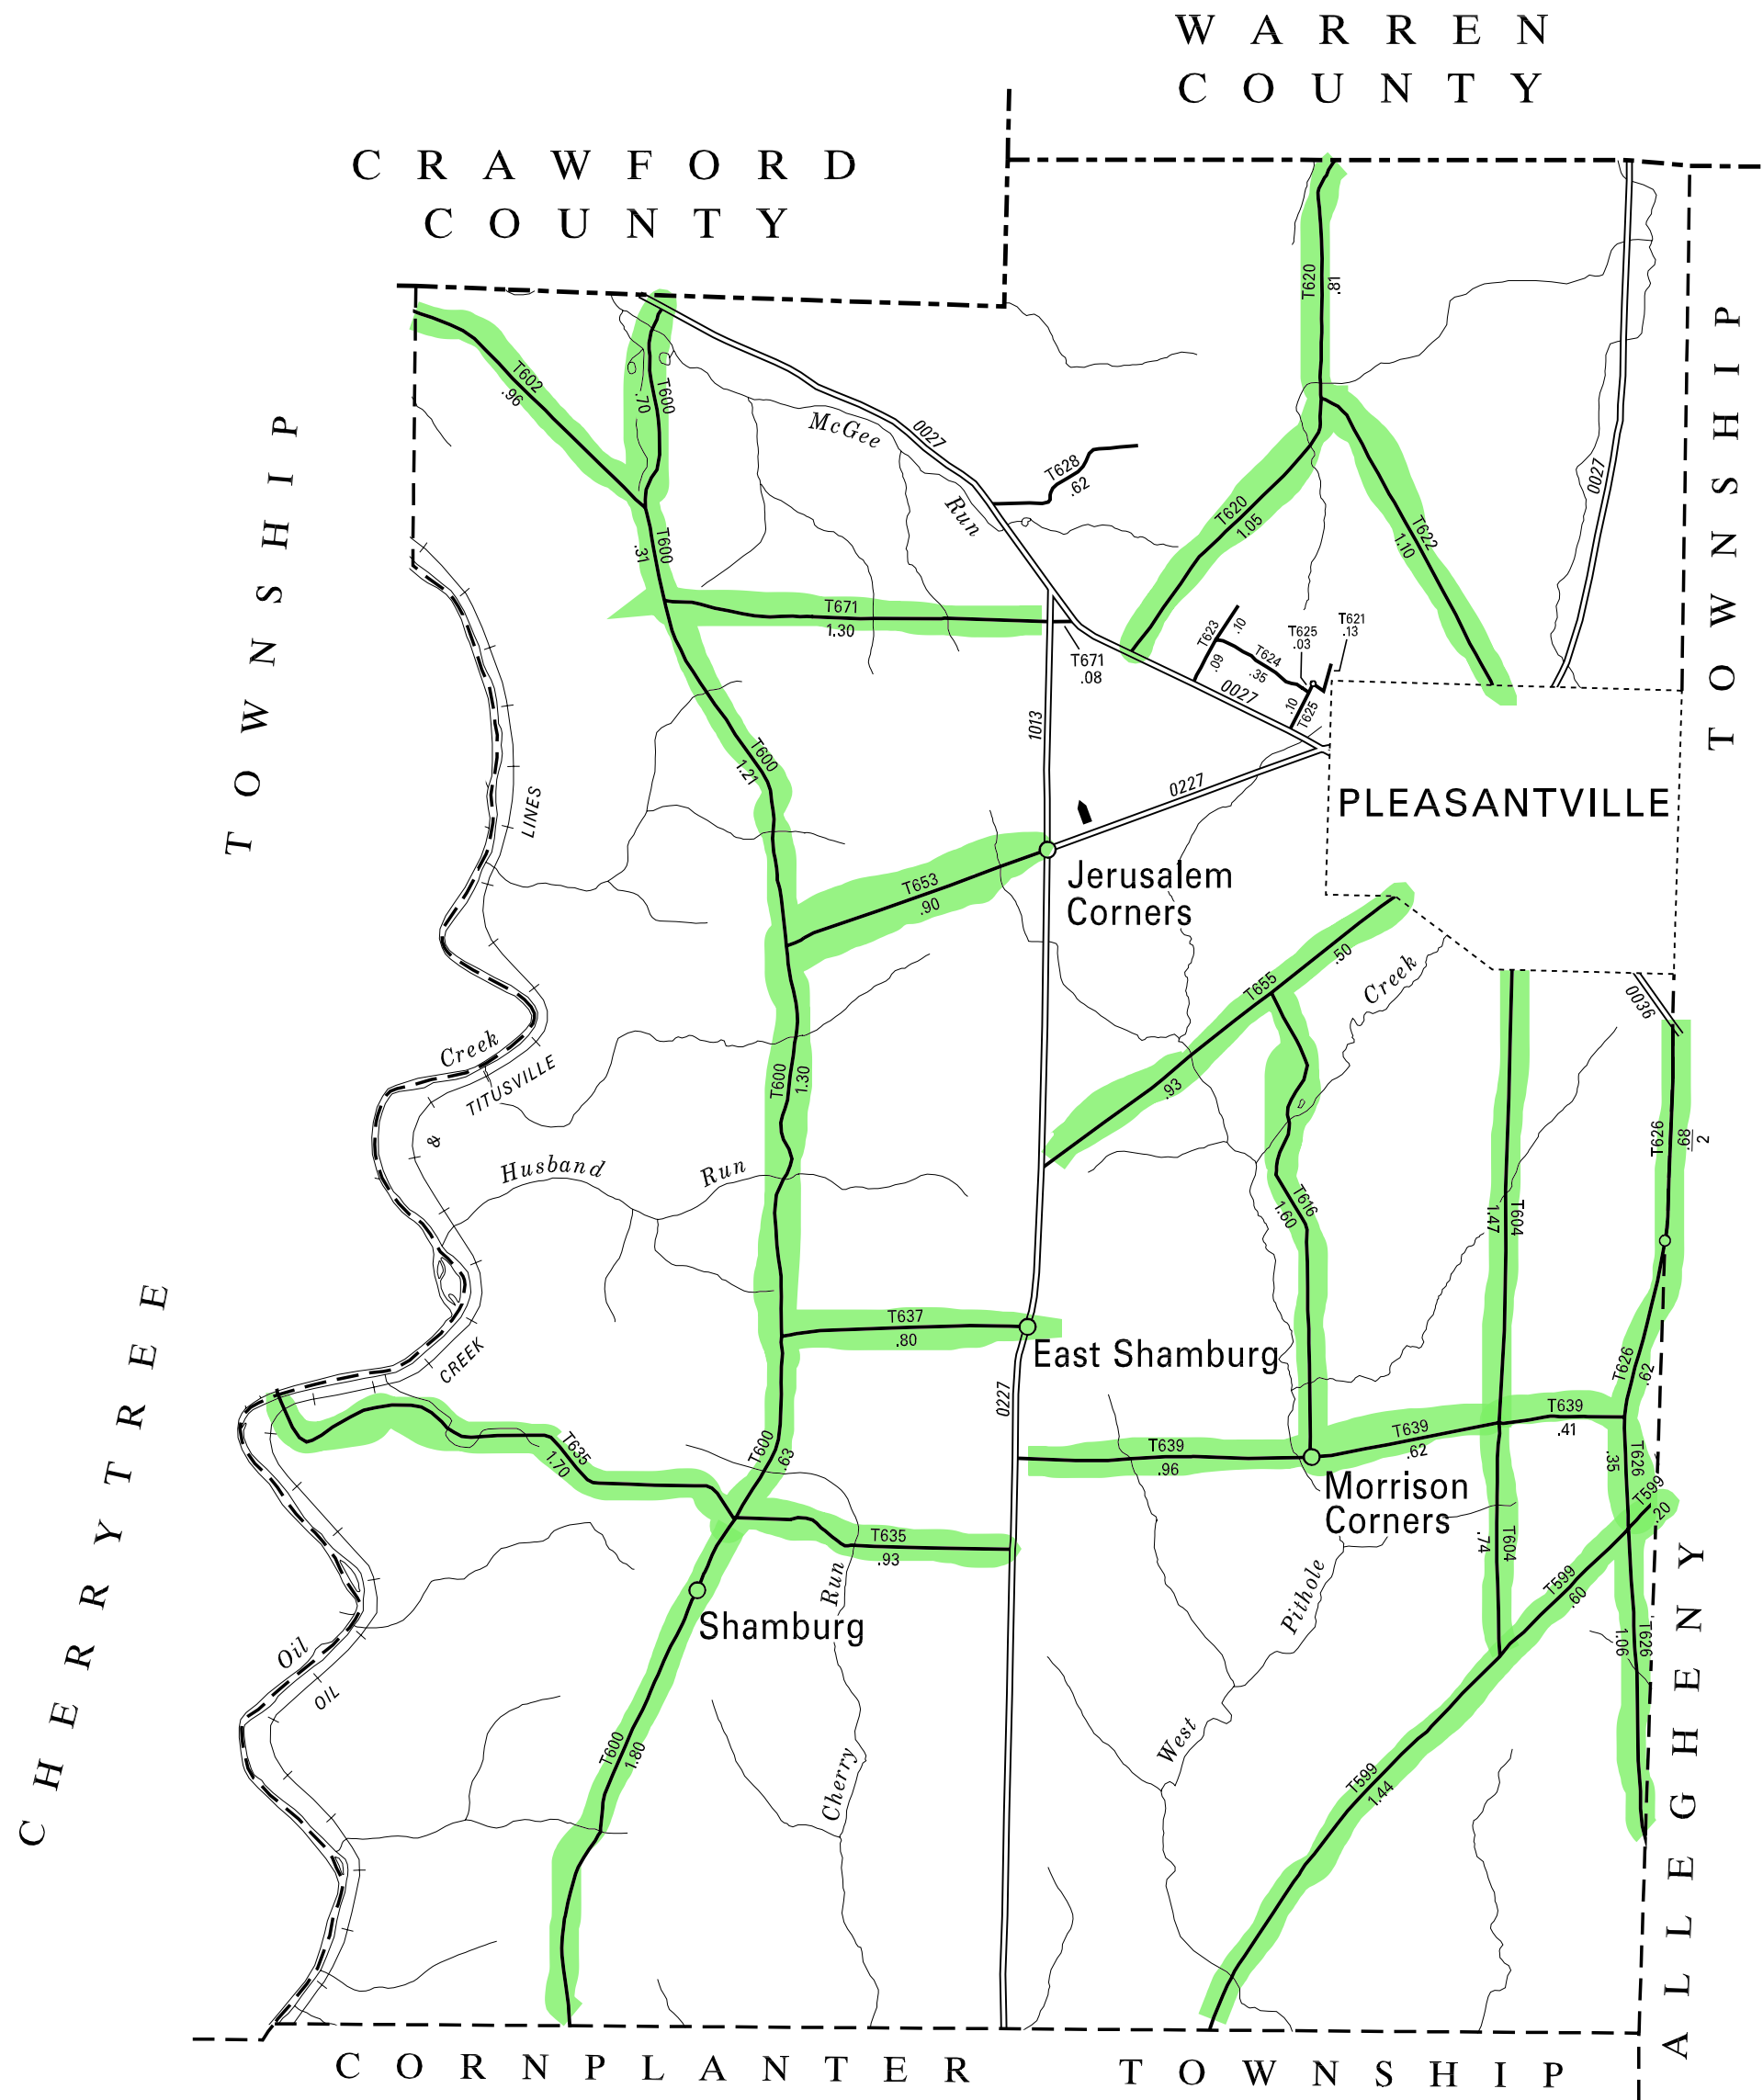 WARREN
COUNTY
CRAWFORD
COUNTY
TOWNSHIP
TOWNSHIP
T620
.81
T602
.96
.70
T600
McGee
Run
0027
T628
.62
0027
T620
1.05
T622
1.10
.31
T600
T671
1.30
T671
.08
T623
.10
.09
T624
.35
T625
.03
T621
.13
.10
T625
0027
1013
T600
1.21
LINES
0227
PLEASANTVILLE
T653
.90
Jerusalem
Corners
T655
.50
Creek
.93
0036
Creek
TITUSVILLE
&
T600
1.30
T626
.68
2
Husband
Run
T616
1.60
1.47
T604
T637
.80
East Shamburg
CREEK
0227
T626
.62
T639
.41
T639
.62
T639
.96
T600
.63
T635
1.70
.35
T626
T599
.20
Morrison
Corners
T635
.93
Run
.74
T604
T599
.60
Pithole
Shamburg
1.06
T626
Oil
OIL
West
T600
1.80
Cherry
T599
1.44
CHERRYTREE
ALLEGHENY
CORNPLANTER TOWNSHIP